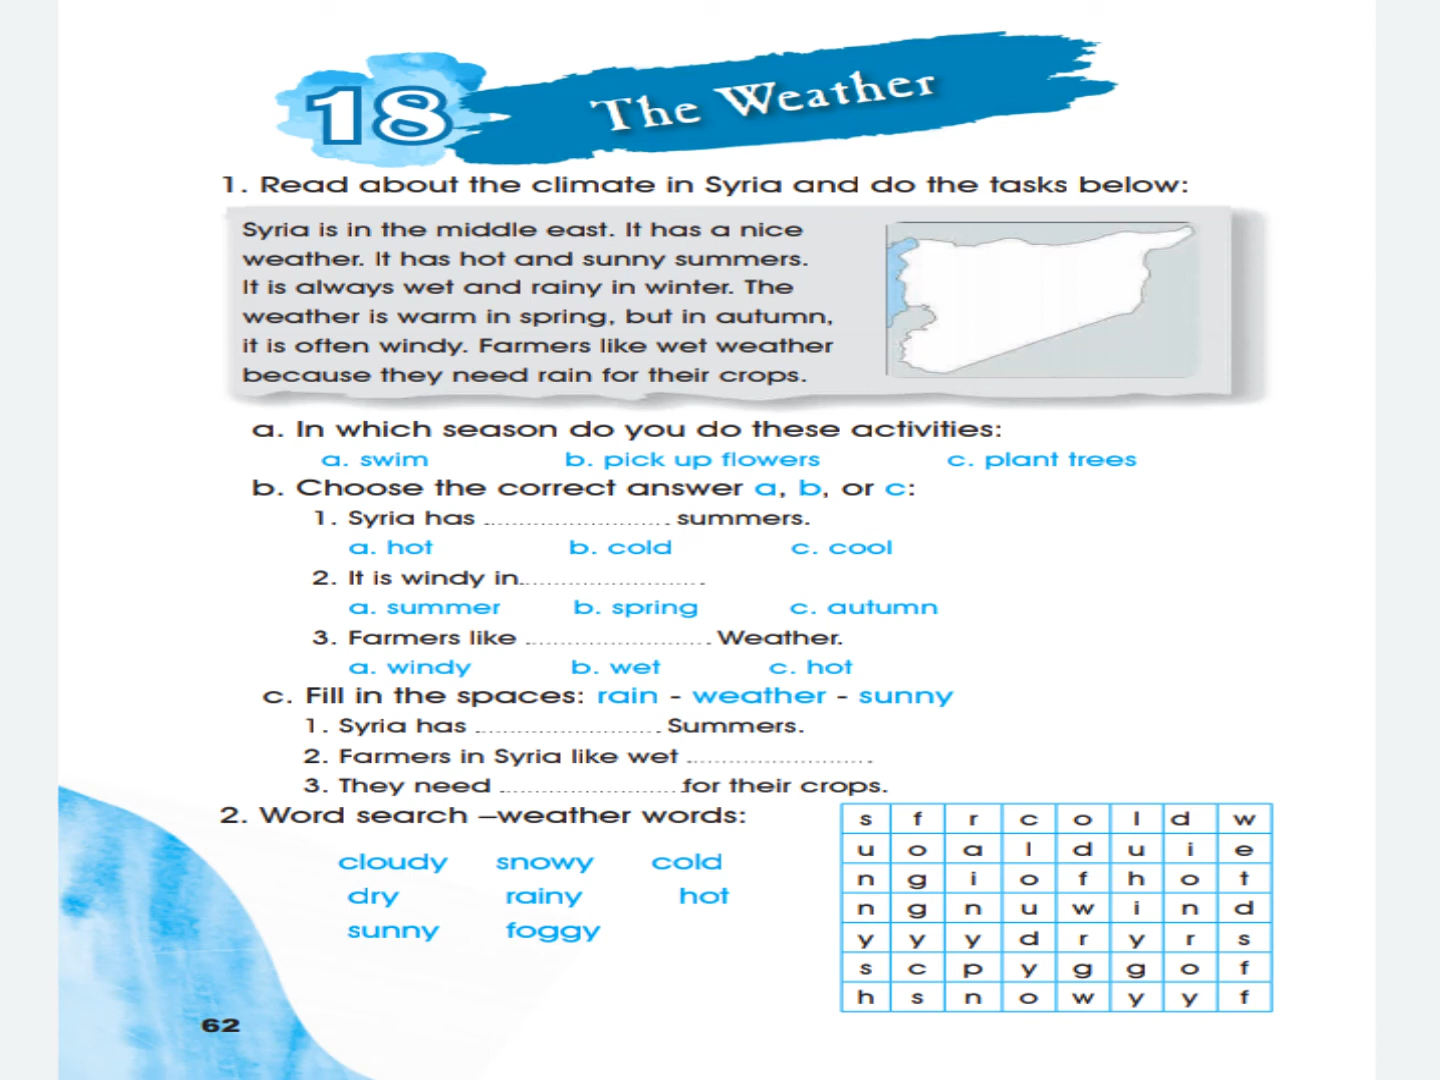 18
The Weather
1. Read about the climate in Syria and do the tasks below:
Syria is in the middle east. It has a nice
weather. It has hot and sunny summers.
It is always wet and rainy in winter. The
weather is warm in spring, but in autumn,
it is often windy. Farmers like wet weather
because they need rain for their crops.
a. In which season do you do these activities:
a. swim b. pick up flowers c. plant trees
b. Choose the correct answer a, b, or c:
1. Syria has ........................ summers.
a. hot b. cold c. cool
2. It is windy in........................
a. summer b. spring c. autumn
3. Farmers like ........................ Weather.
a. windy b. wet c. hot
c. Fill in the spaces: rain - weather - sunny
1. Syria has ........................ Summers.
2. Farmers in Syria like wet ........................
3. They need ........................ for their crops.
2. Word search –weather words:
cloudy snowy cold
dry rainy hot
sunny foggy
s f r c o l d w
u o a l d u i e
n g i o f h o t
n g n u w i n d
y y y d r y r s
s c p y g g o f
h s n o w y y f
62